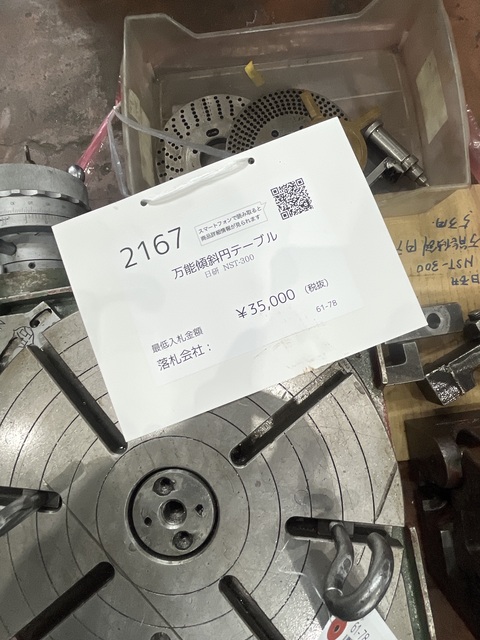 2167
スマートフォンで読み取ると
商品詳細情報が見られます
万能傾斜円テーブル
日研 NST-300
最低入札金額
￥35,000 (税抜)
落札会社：
61-78
NST-300